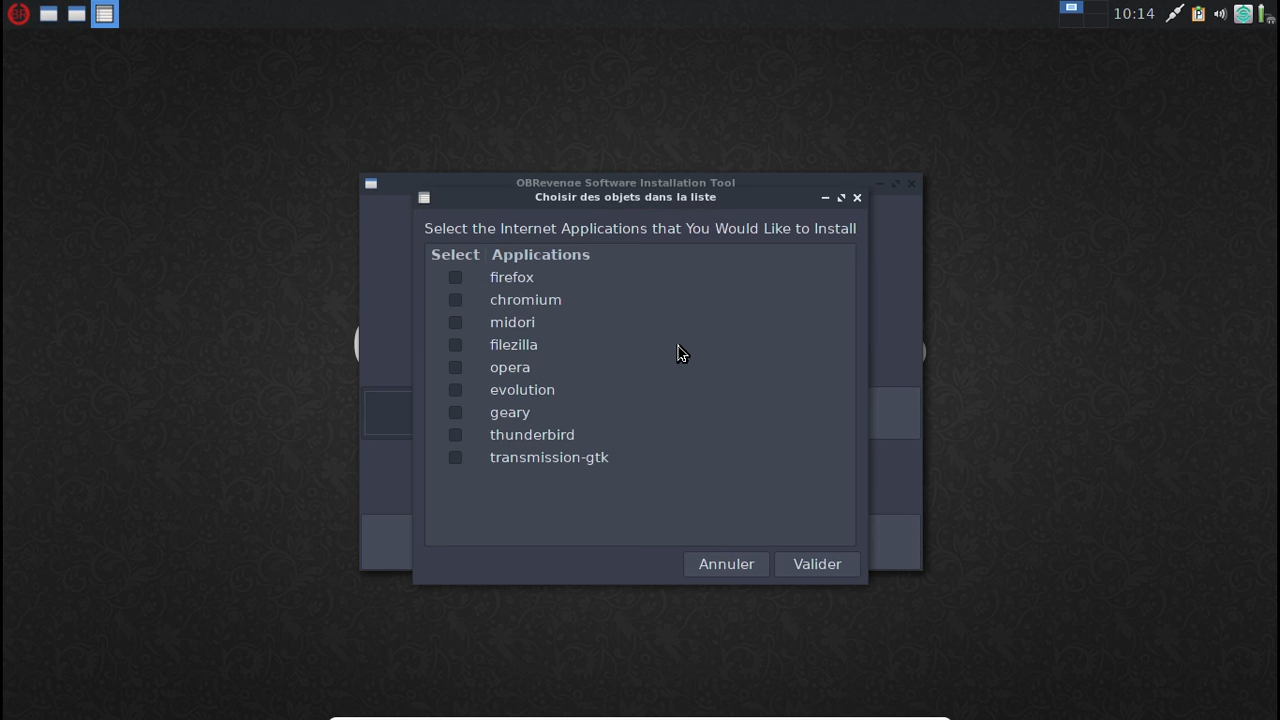 10:14
OBRevenge Software Installation Tool
Choisir des objets dans la liste
Select the Internet Applications that You Would Like to Install
Select Applications
firefox
chromium
midori
filezilla
opera
evolution
geary
thunderbird
transmission-gtk
Annuler Valider